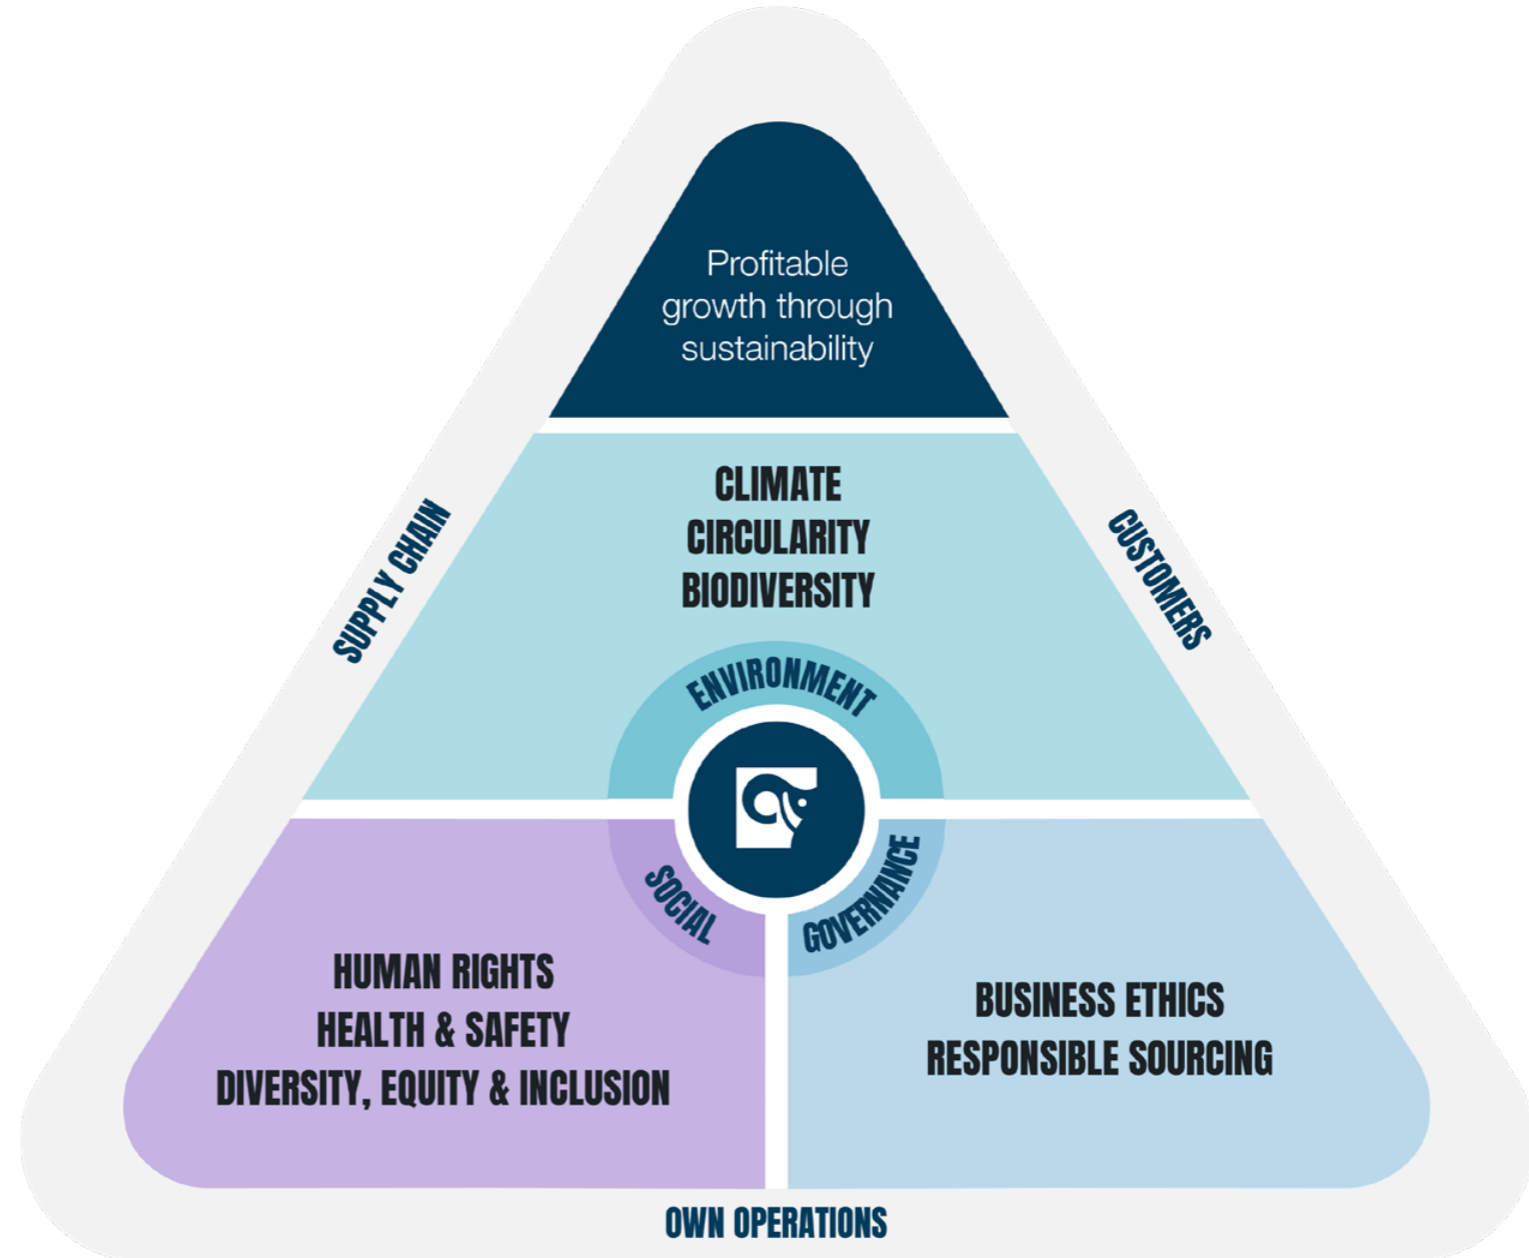 Profitable
growth through
sustainability
CLIMATE
CIRCULARITY
BIODIVERSITY
SUPPLY CHAIN
CUSTOMERS
ENVIRONMENT
SOCIAL
GOVERNANCE
HUMAN RIGHTS
HEALTH & SAFETY
DIVERSITY, EQUITY & INCLUSION
BUSINESS ETHICS
RESPONSIBLE SOURCING
OWN OPERATIONS